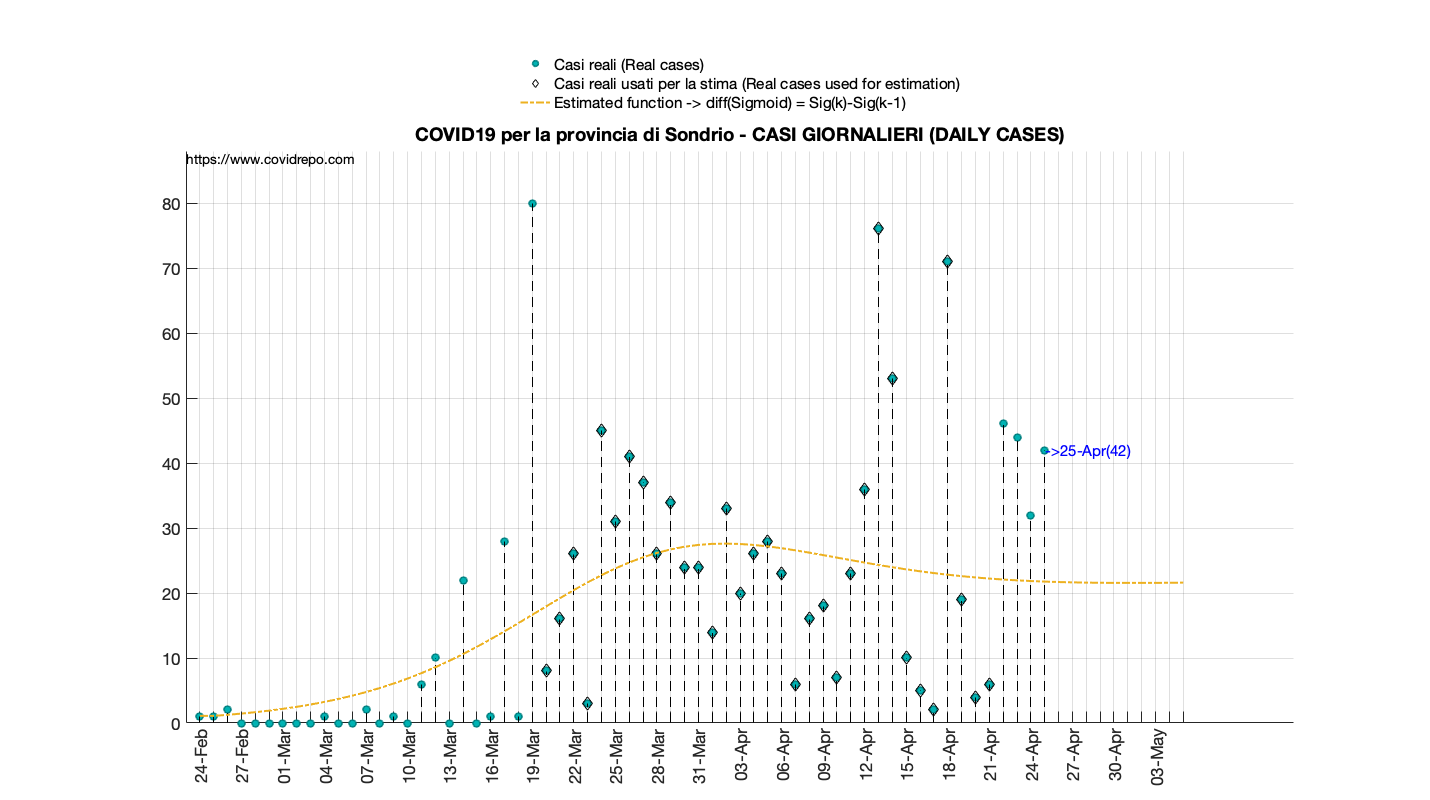 Casi reali (Real cases)
Casi reali usati per la stima (Real cases used for estimation)
Estimated function -> diff(Sigmoid) = Sig(k)-Sig(k-1)
COVID19 per la provincia di Sondrio - CASI GIORNALIERI (DAILY CASES)
https://www.covidrepo.com
80
70
60
50
40
30
20
10
0
->25-Apr(42)
24-Feb
27-Feb
01-Mar
04-Mar
07-Mar
10-Mar
13-Mar
16-Mar
19-Mar
22-Mar
25-Mar
28-Mar
31-Mar
03-Apr
06-Apr
09-Apr
12-Apr
15-Apr
18-Apr
21-Apr
24-Apr
27-Apr
30-Apr
03-May